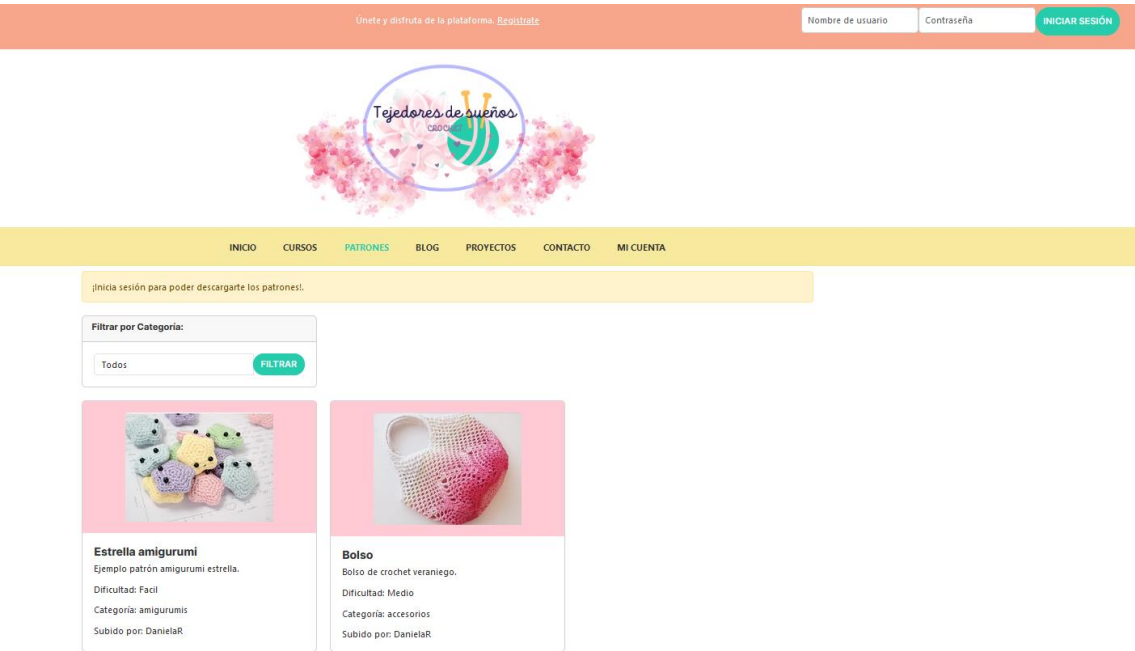 Únete y disfruta de la plataforma. Registrate
Nombre de usuario
Contraseña
INICIAR SESIÓN
Tejedores de sueños
CROCHET
INICIO CURSOS PATRONES BLOG PROYECTOS CONTACTO MI CUENTA
¡Inicia sesión para poder descargarte los patrones!.
Filtrar por Categoría:
Todos
FILTRAR
Estrella amigurumi
Ejemplo patrón amigurumi estrella.
Dificultad: Facil
Categoría: amigurumis
Subido por: DanielaR
Bolso
Bolso de crochet veraniego.
Dificultad: Medio
Categoría: accesorios
Subido por: DanielaR